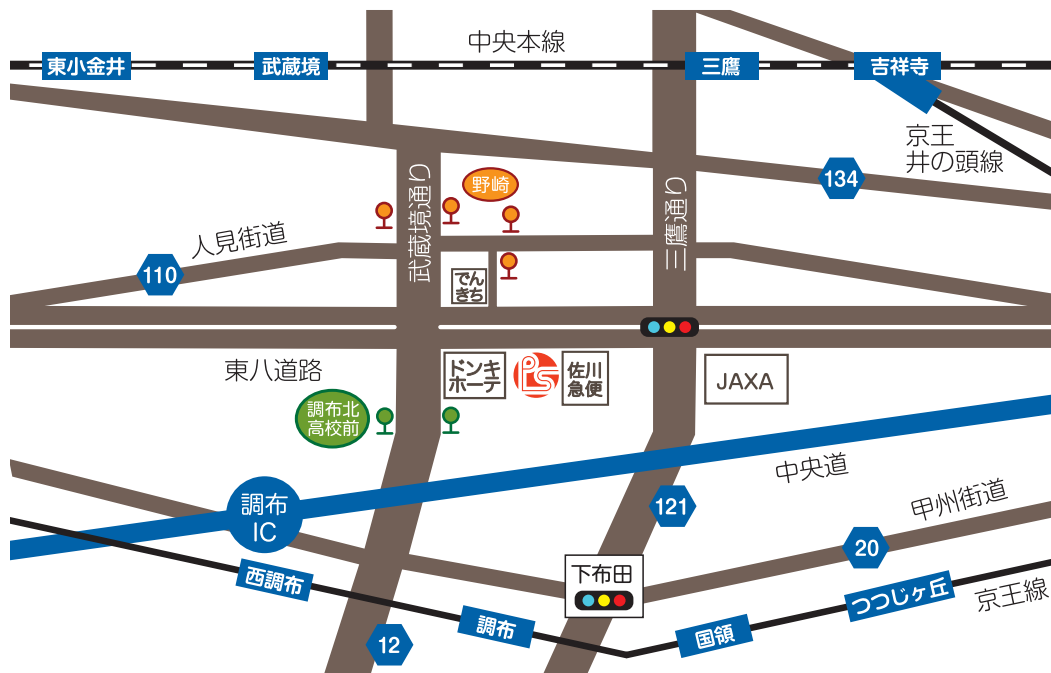 中央本線
東小金井
武蔵境
三鷹
吉祥寺
京王
井の頭線
134
野崎
武蔵境通り
三鷹通り
人見街道
110
でん
きち
東八道路
ドンキ
ホーテ
PLS
佐川
急便
JAXA
調布北
高校前
中央道
調布
IC
121
甲州街道
20
下布田
西調布
調布
国領
つつじヶ丘
京王線
12